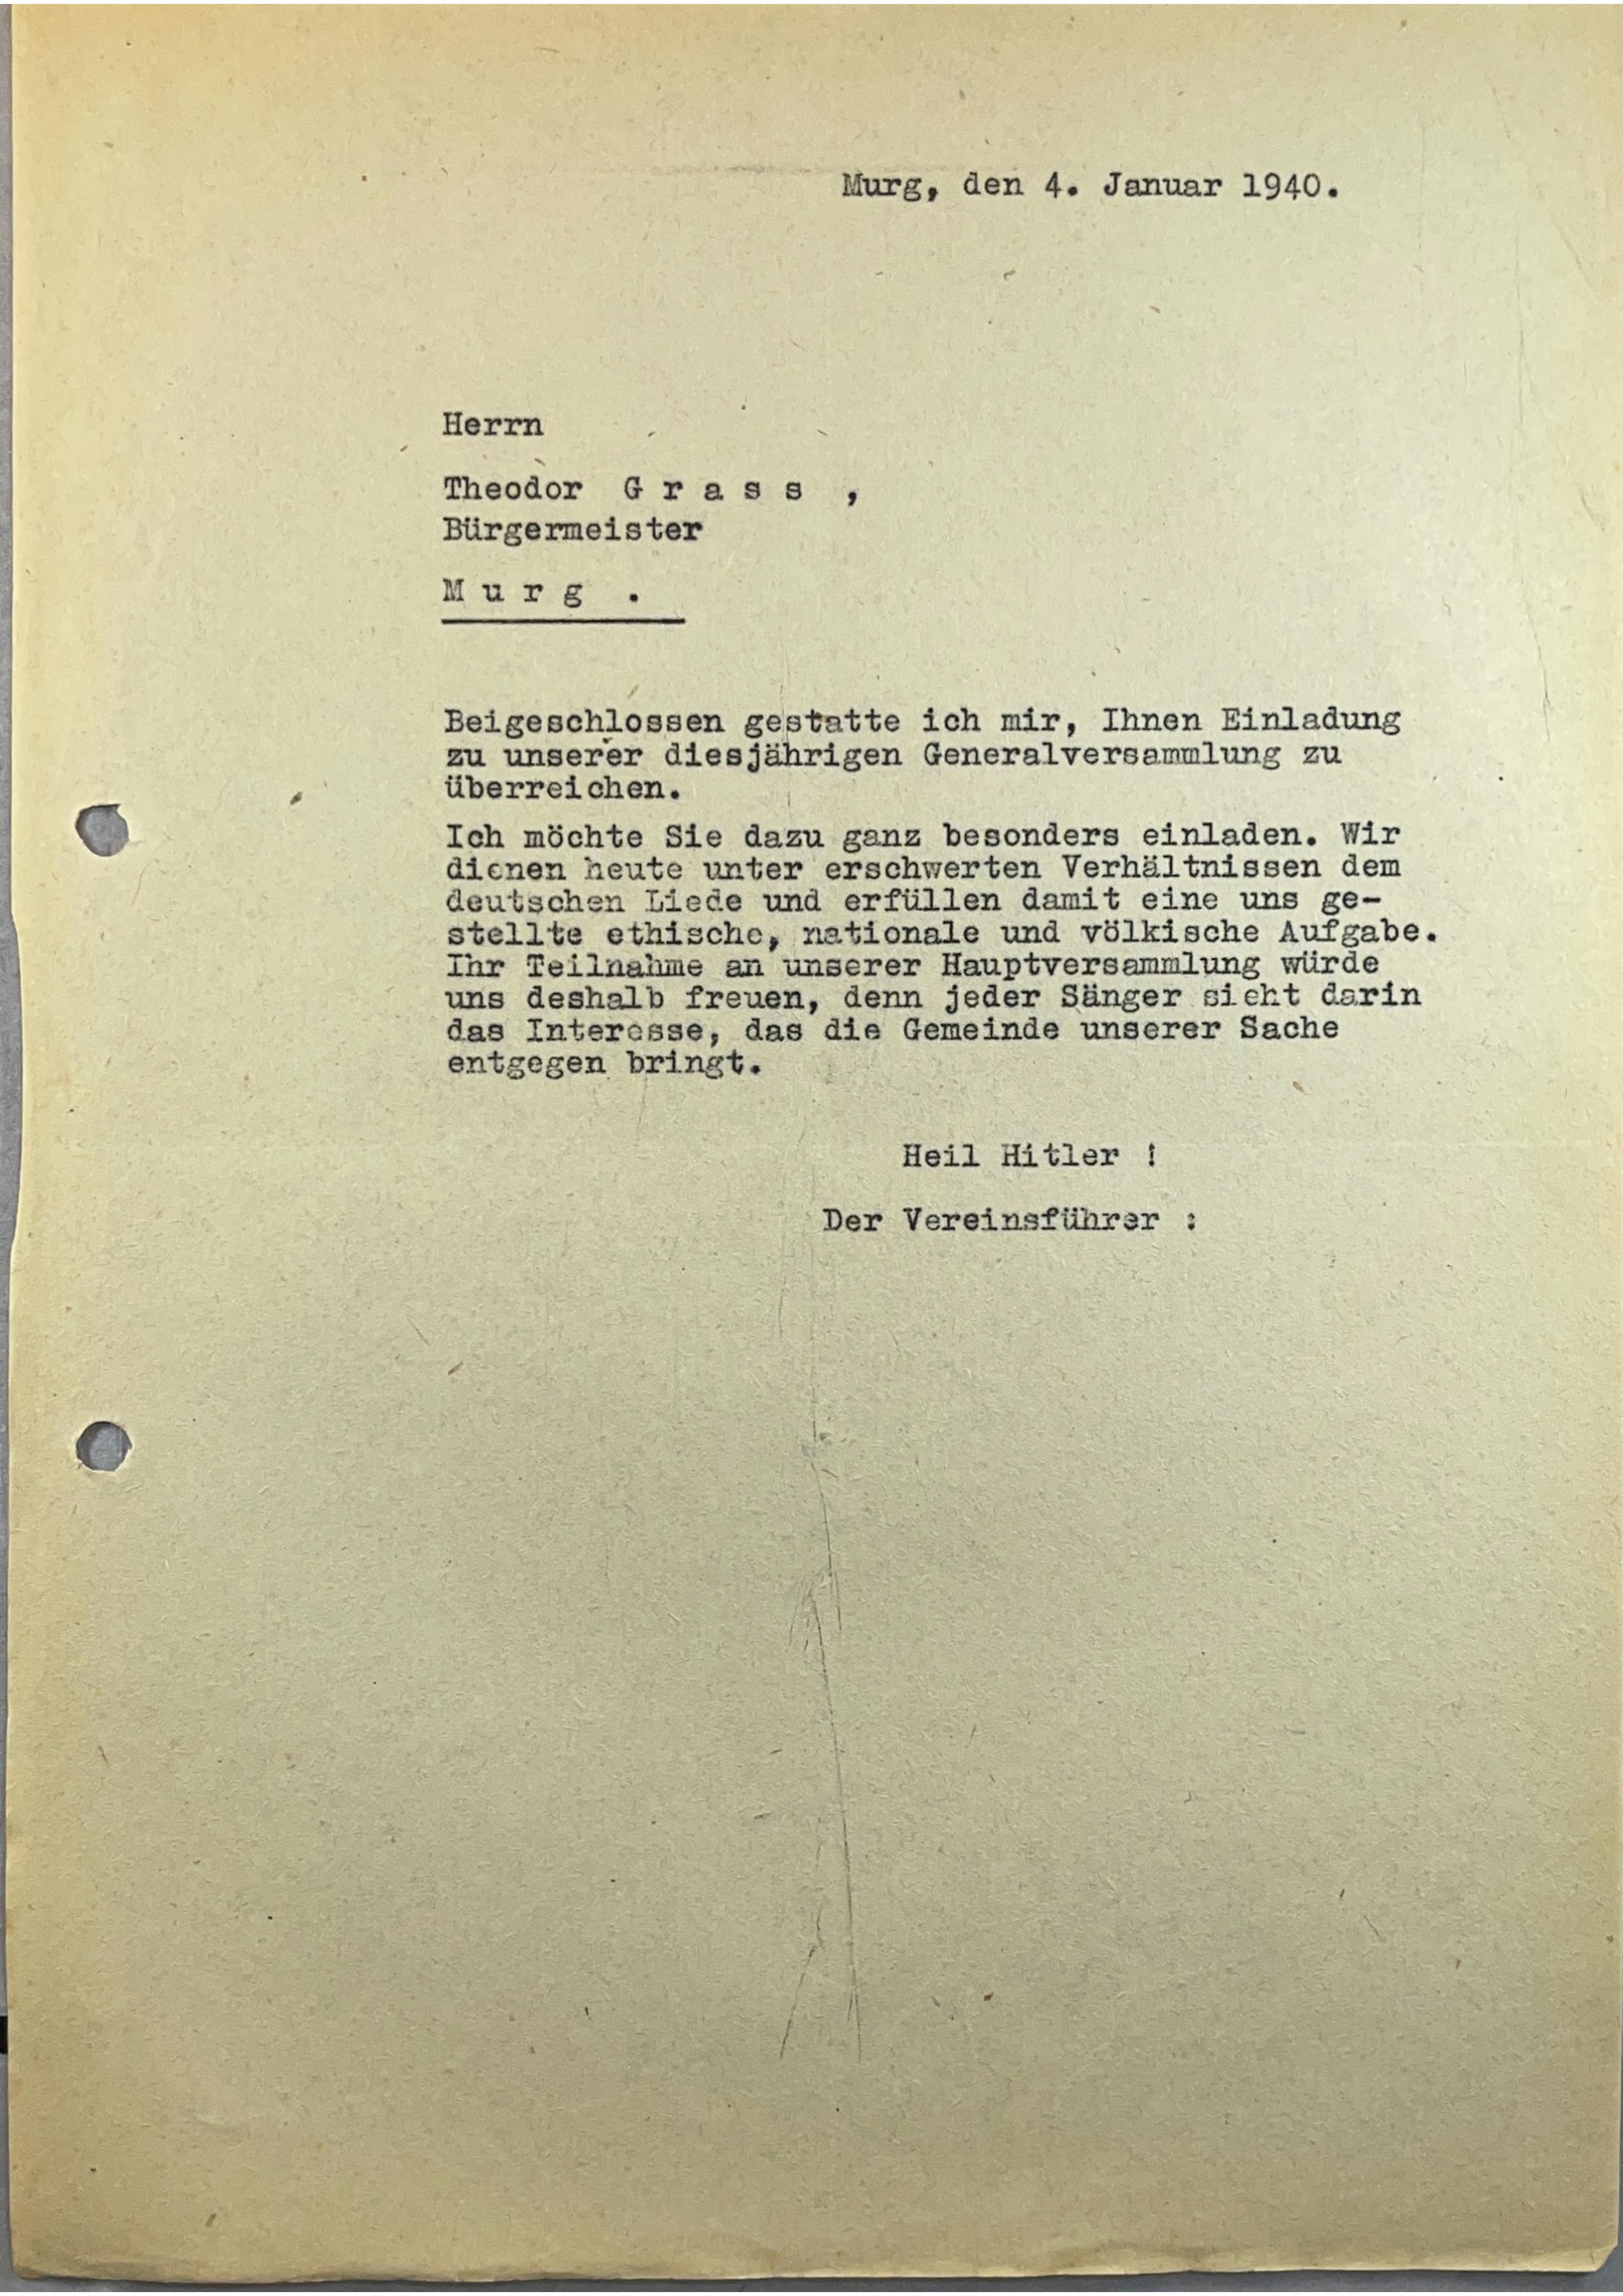 Murg, den 4. Januar 1940.
Herrn
Theodor G r a s s ,
Bürgermeister
M u r g .
Beigeschlossen gestatte ich mir, Ihnen Einladung
zu unserer diesjährigen Generalversammlung zu
überreichen.
Ich möchte Sie dazu ganz besonders einladen. Wir
dienen heute unter erschwerten Verhältnissen dem
deutschen Liede und erfüllen damit eine uns ge-
stellte ethische, nationale und völkische Aufgabe.
Ihr Teilnahme an unserer Hauptversammlung würde
uns deshalb freuen, denn jeder Sänger sieht darin
das Interesse, das die Gemeinde unserer Sache
entgegen bringt.
Heil Hitler !
Der Vereinsführer :